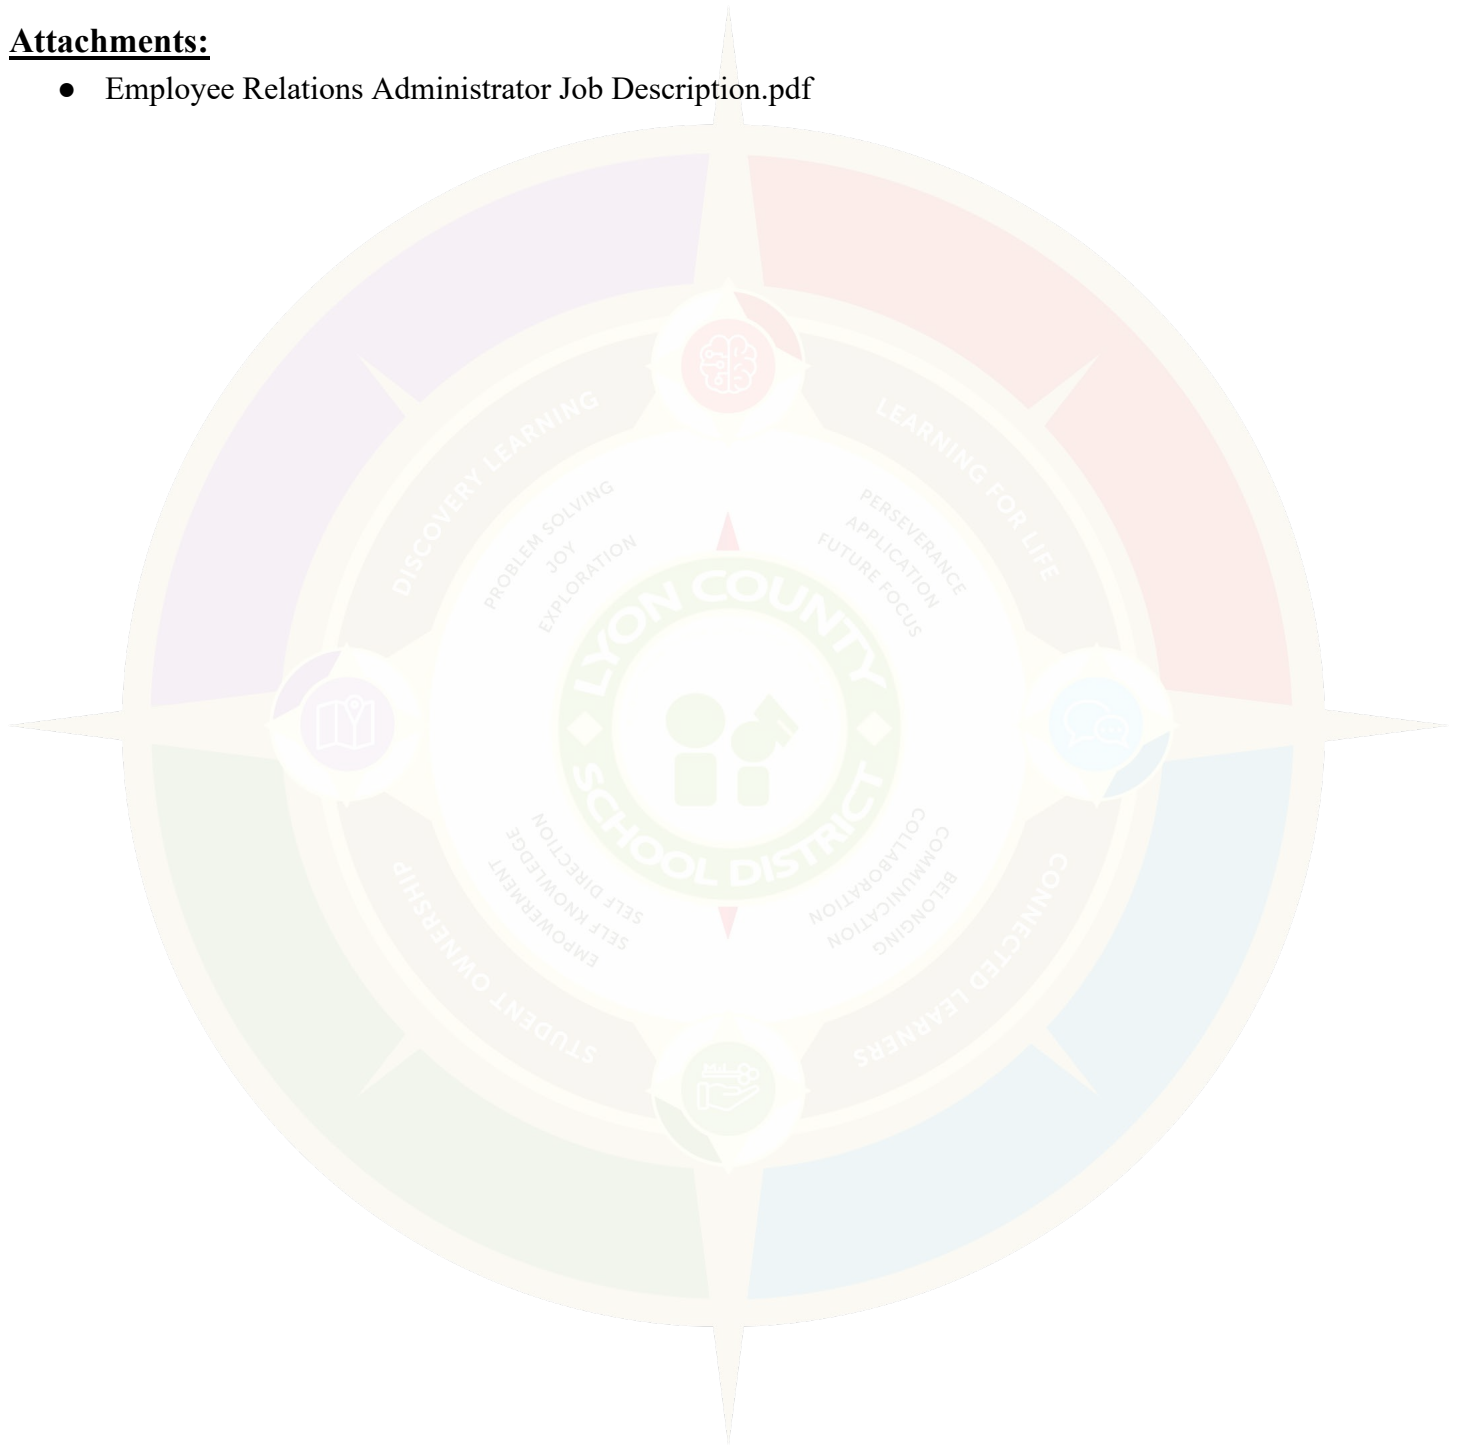 Attachments:
● Employee Relations Administrator Job Description.pdf
DISCOVERY LEARNING
LEARNING FOR LIFE
PROBLEM SOLVING
JOY
EXPLORATION
PERSEVERANCE
APPLICATION
FUTURE FOCUS
LYON COUNTY
SCHOOL DISTRICT
SELF DIRECTION
SELF KNOWLEDGE
EMPOWERMENT
COLLABORATION
COMMUNICATION
BELONGING
STUDENT OWNERSHIP
CONNECTED LEARNERS